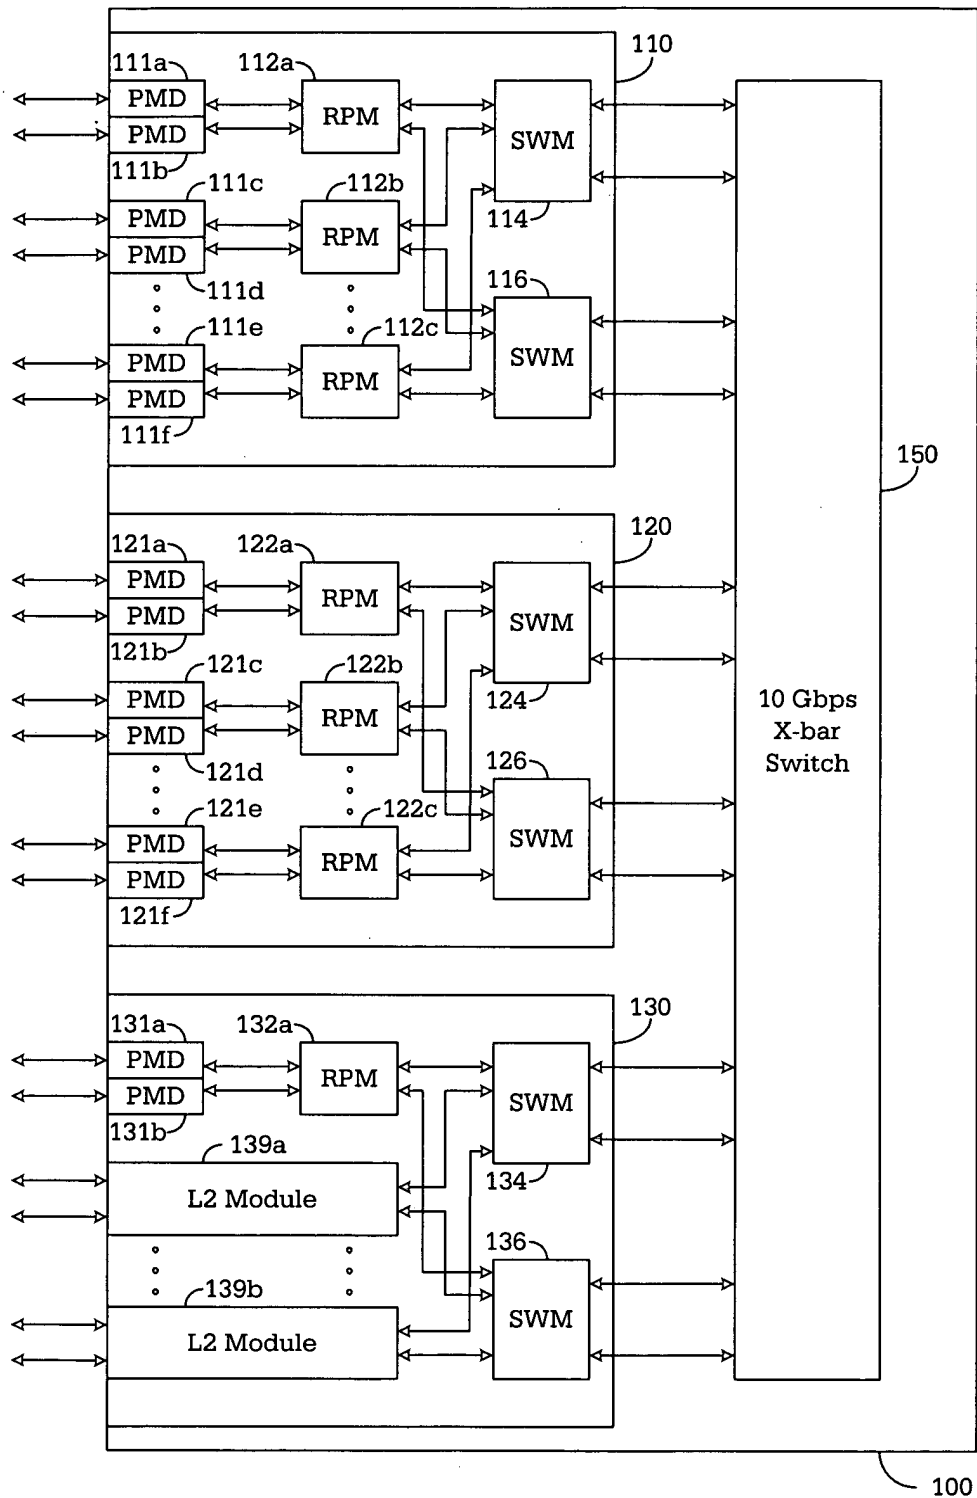 110
111a
112a
PMD
RPM
SWM
PMD
111b
114
111c
112b
PMD
RPM
PMD
111d
116
111e
112c
PMD
RPM
SWM
PMD
111f
150
120
121a
122a
PMD
RPM
SWM
PMD
121b
124
121c
122b
PMD
RPM
PMD
121d
126
121e
122c
PMD
RPM
SWM
PMD
121f
10 Gbps
X-bar
Switch
130
131a
132a
PMD
RPM
SWM
PMD
131b
134
139a
L2 Module
136
139b
L2 Module
SWM
100